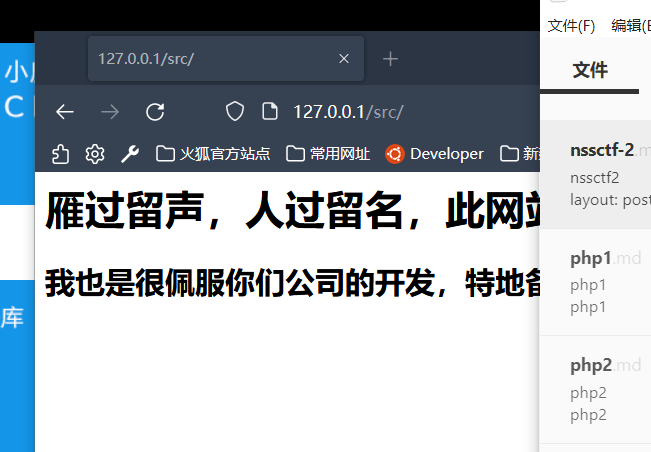 小
C
库
127.0.0.1/src/
127.0.0.1/src/
火狐官方站点 常用网址 Developer
雁过留声，人过留名，此网站
我也是很佩服你们公司的开发，特地备
文件(F) 编辑(E
文件
nssctf-2.m
nssctf2
layout: post
php1.md
php1
php1
php2.md
php2
php2